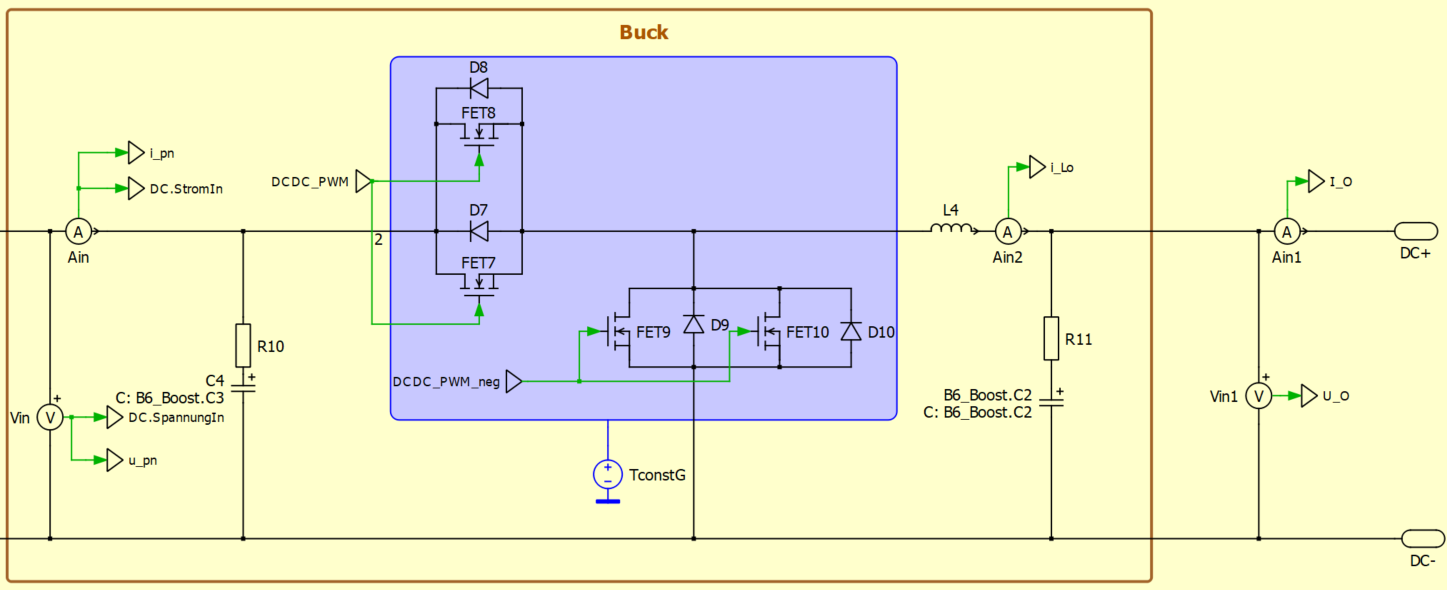 Buck
D8
FET8
i_pn
DC.StromIn
DCDC_PWM
i_Lo
I_O
D7
L4
A
Ain
2
A
Ain2
A
Ain1
DC+
FET7
FET9
D9
FET10
D10
R10
R11
DCDC_PWM_neg
C4
C: B6_Boost.C3
B6_Boost.C2
C: B6_Boost.C2
Vin
V
DC.SpannungIn
u_pn
Vin1
V
U_O
TconstG
DC-